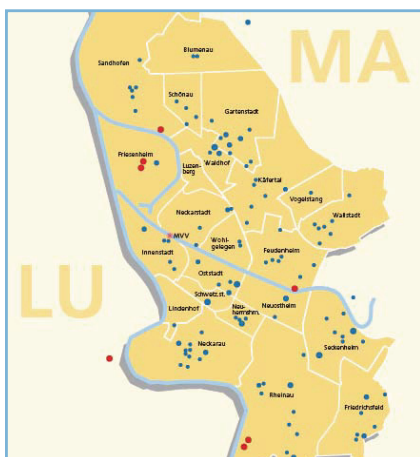 MA
Blumenau
Sandhofen
Schönau
Gartenstadt
Friesenheim
Luzen-
berg
Waldhof
Käfertal
Vogelstang
Neckarstadt
Wallstadt
MVV
Wohl-
gelegen
Innenstadt
Feudenheim
Oststadt
LU
Schwetz.st.
Lindenhof
Neu-
hermshm.
Neuostheim
Neckarau
Seckenheim
Rheinau
Friedrichsfeld